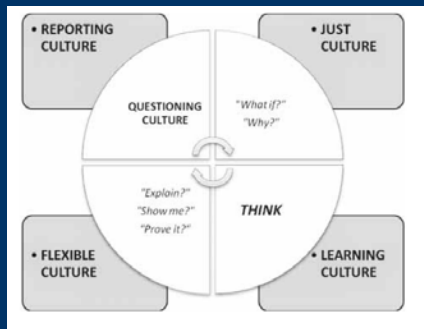 • REPORTING
CULTURE
• JUST
CULTURE
QUESTIONING
CULTURE
"What if?"
"Why?"
"Explain?"
"Show me?"
"Prove it?"
THINK
• FLEXIBLE
CULTURE
• LEARNING
CULTURE